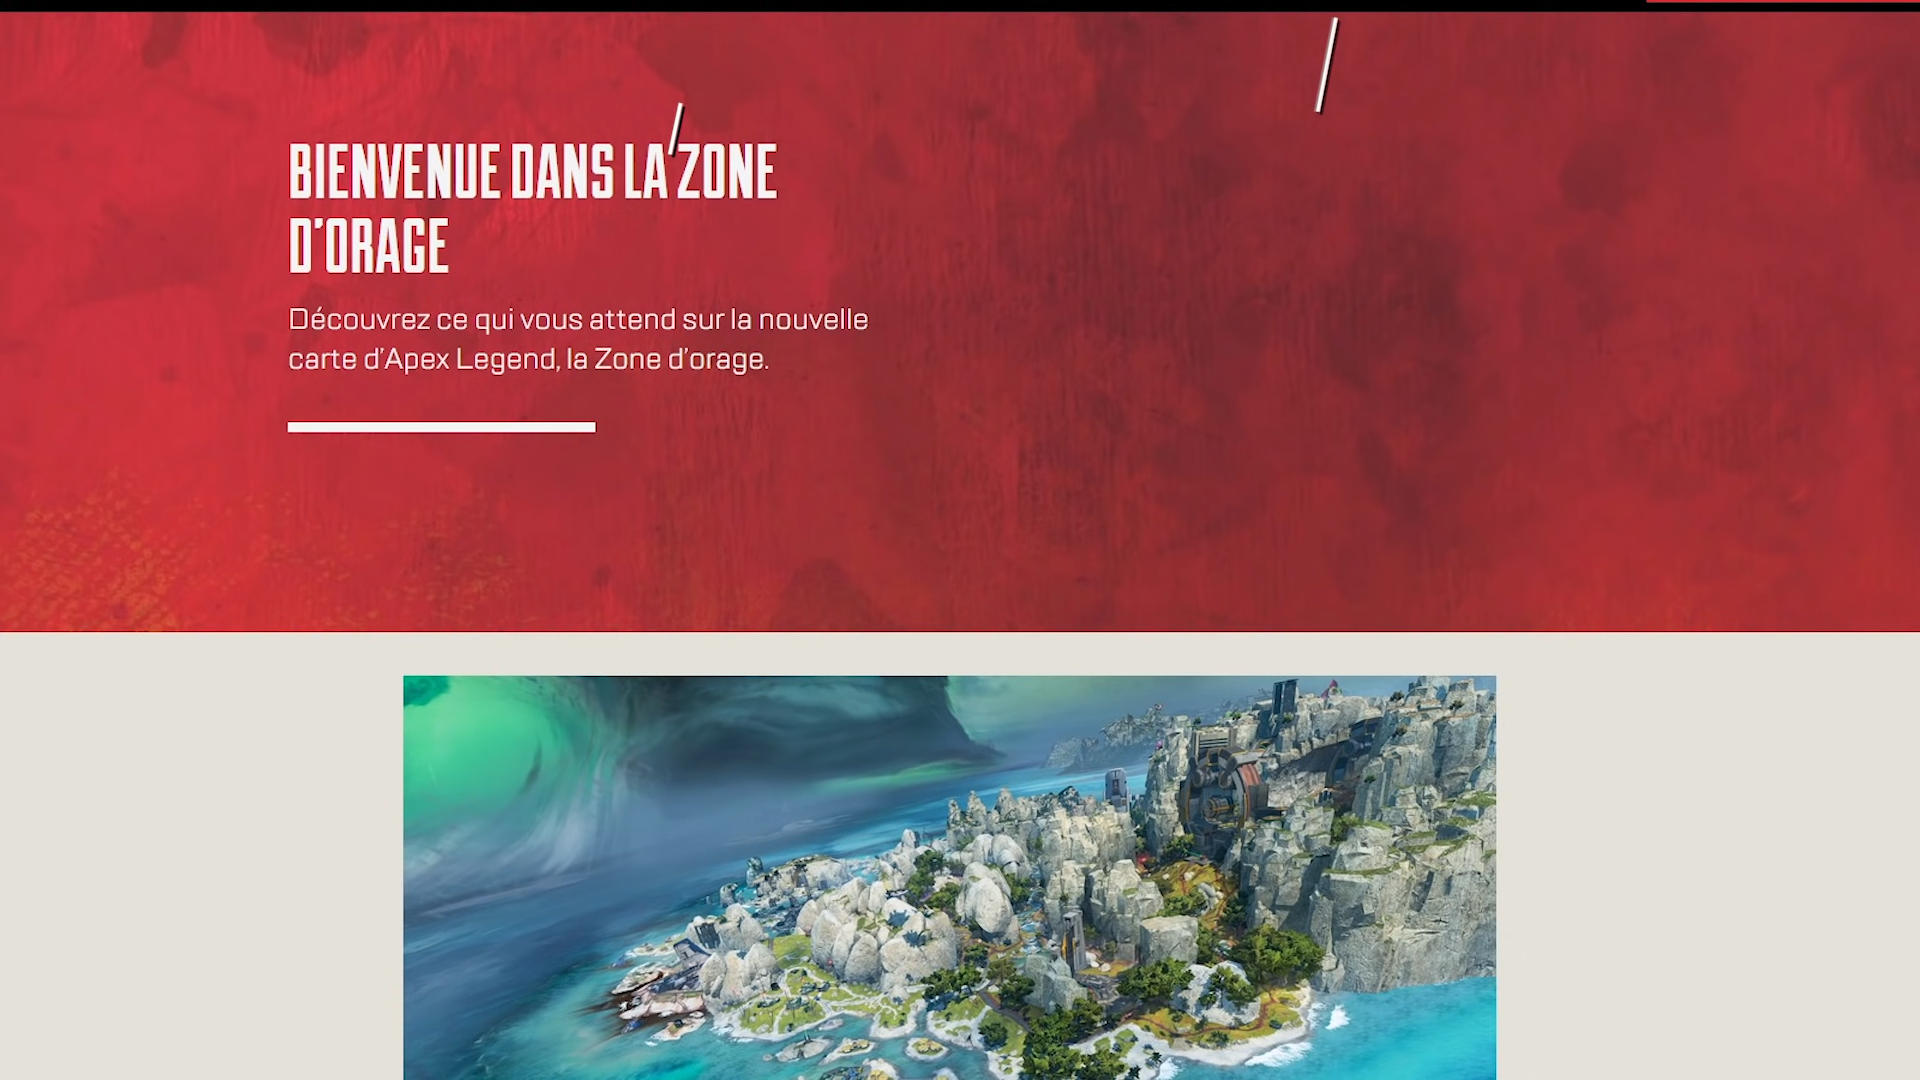 BIENVENUE DANS LA ZONE
D'ORAGE
Découvrez ce qui vous attend sur la nouvelle
carte d'Apex Legend, la Zone d'orage.